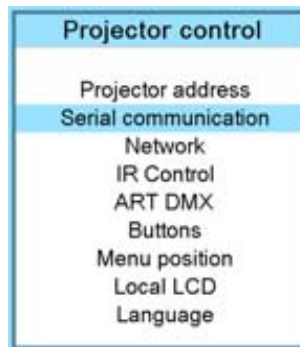 Projector control
Projector address
Serial communication
Network
IR Control
ART DMX
Buttons
Menu position
Local LCD
Language